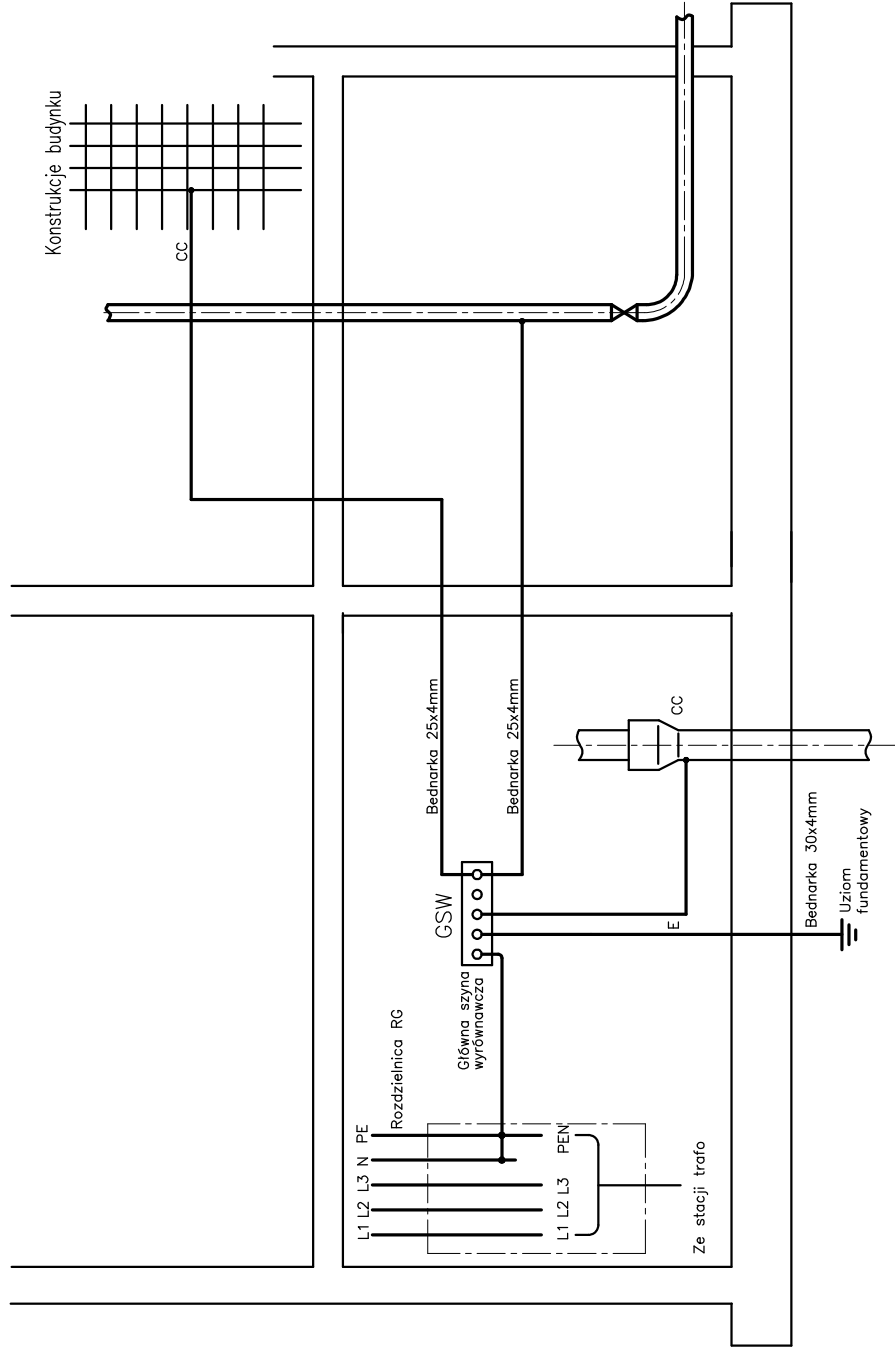 Konstrukcje budynku
CC
Bednarka 25x4mm
Bednarka 25x4mm
CC
GSW
Główna szyna
wyrównawcza
E
Bednarka 30x4mm
Uziom
fundamentowy
Rozdzielnica RG
L1 L2 L3 N PE
L1 L2 L3 PEN
Ze stacji trafo